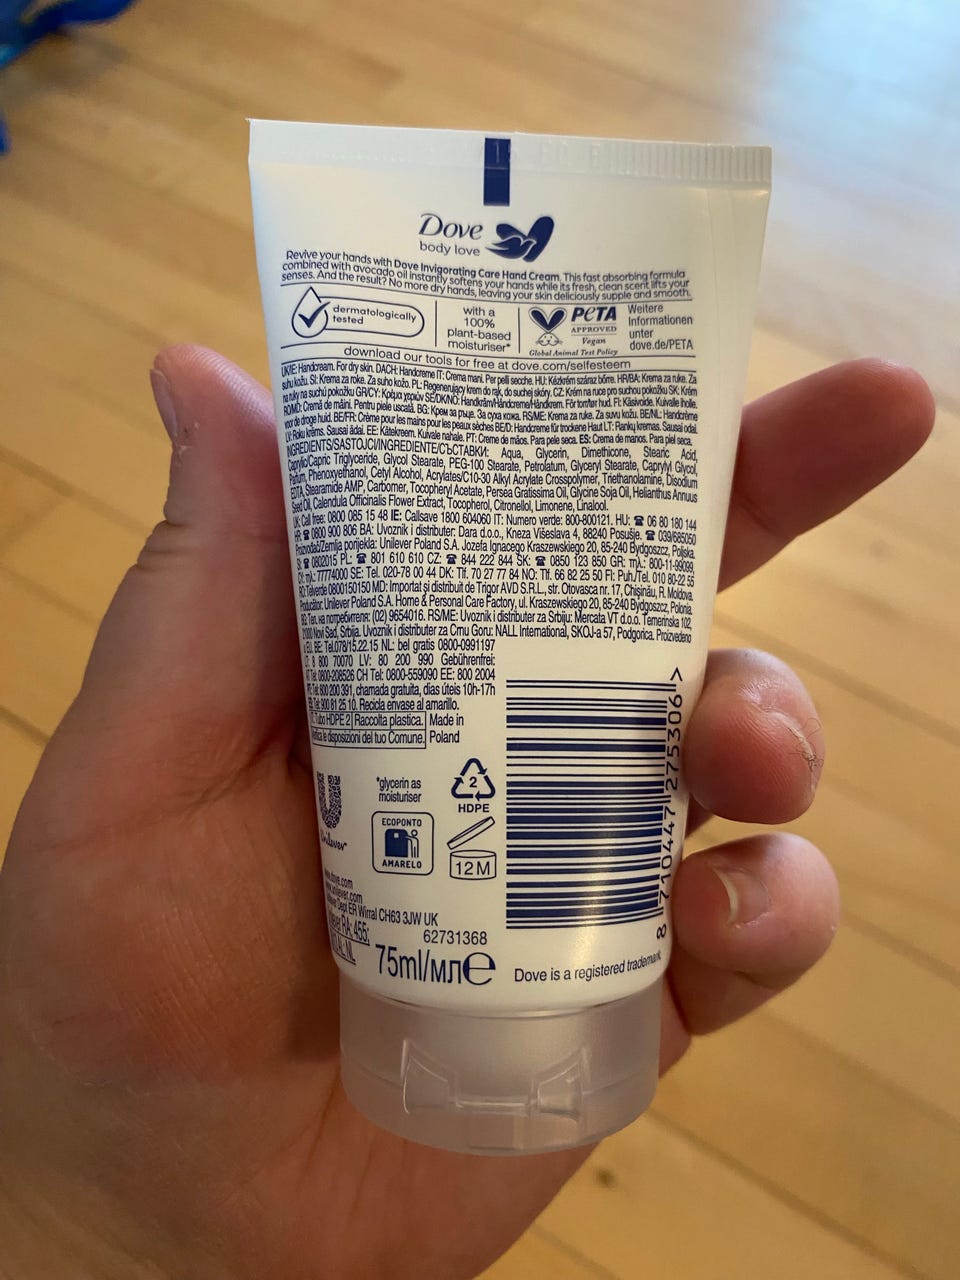 Dove
body love
Revive your hands with Dove Invigorating Care Hand Cream. This fast absorbing formula
combined with avocado oil instantly softens your hands while its fresh, clean scent lifts your
senses. And the result? No more dry hands, leaving your skin deliciously supple and smooth.
dermatologically
tested
with a
100%
plant-based
moisturiser*
PETA
APPROVED
Vegan
Global Animal Test Policy
Weitere
Informationen
unter
dove.de/PETA
download our tools for free at dove.com/selfesteem
UK/IE: Handcream. For dry skin. DACH: Handcreme IT: Crema mani. Per pelli secche. HU: Kézkrém száraz bőrre. HR/BA: Krema za ruke. Za
suhu kožu. SI: Krema za roke. Za suho kožo. PL: Regenerujący krem do rąk, do suchej skóry. CZ: Krém na ruce pro suchou pokožku SK: Krém
na ruky na suchú pokožku GR/CY: Κρέμα χεριών SE/DK/NO: Handkräm/Håndcreme/Håndkrem. För torr/tør hud. FI: Käsivoide. Kuivalle iholle.
RO/MD: Cremă de mâini. Pentru piele uscată. BG: Крем за ръце. За суха кожа. RS/ME: Krema za ruke. Za suvu kožu. BE/NL: Handcrème
voor droge huid. BE/FR: Crème pour les mains pour les peaux sèches BE/D: Handcreme für trockene Haut LT: Rankų kremas. Sausai odai.
LV: Roku krēms. Sausai ādai. EE: Kätekreem. Kuivale nahale. PT: Creme de mãos. Para pele seca. ES: Crema de manos. Para piel seca.
INGREDIENTS/SASTOJCI/INGREDIENTE/СЪСТАВКИ: Aqua, Glycerin, Dimethicone, Stearic Acid,
Caprylic/Capric Triglyceride, Glycol Stearate, PEG-100 Stearate, Petrolatum, Glyceryl Stearate, Caprylyl Glycol,
Parfum, Phenoxyethanol, Cetyl Alcohol, Acrylates/C10-30 Alkyl Acrylate Crosspolymer, Triethanolamine, Disodium
EDTA, Stearamide AMP, Carbomer, Tocopheryl Acetate, Persea Gratissima Oil, Glycine Soja Oil, Helianthus Annuus
Seed Oil, Calendula Officinalis Flower Extract, Tocopherol, Citronellol, Limonene, Linalool.
UK: Call free: 0800 085 15 48 IE: Callsave 1800 604060 IT: Numero verde: 800-800121. HU: ☎ 06 80 180 144
HR ☎ 0800 900 806 BA: Uvoznik i distributer: Dara d.o.o., Kneza Višeslava 4, 88240 Posušje. ☎ 039/685050
Proizvođač/Zemlja porijekla: Unilever Poland S.A. Jozefa Ignacego Kraszewskiego 20, 85-240 Bydgoszcz, Poljska.
SI: ☎ 0802015 PL: ☎ 801 610 610 CZ: ☎ 844 222 844 SK: ☎ 0850 123 850 GR: τηλ.: 800-11-99099
CY: τηλ.: 77774000 SE: Tel. 020-78 00 44 DK: Tlf. 70 27 77 84 NO: Tlf. 66 82 25 50 FI: Puh./Tel. 010 80-22 55
RO: Telverde 0800150150 MD: Importat și distribuit de Trigor AVD S.R.L., str. Otovasca nr. 17, Chișinău, R. Moldova.
Producător: Unilever Poland S.A. Home & Personal Care Factory, ul. Kraszewskiego 20, 85-240 Bydgoszcz, Polonia.
BG: Тел. на потребителя: (02) 9654016. RS/ME: Uvoznik i distributer za Srbiju: Mercata VT d.o.o. Temerinska 102,
21000 Novi Sad, Srbija. Uvoznik i distributer za Crnu Goru: NALL International, SKOJ-a 57, Podgorica. Proizvedeno
u EU. BE: Tel.078/15.22.15 NL: bel gratis 0800-0991197
LT: 8 800 70070 LV: 80 200 990 Gebührenfrei:
AT Tel: 0800-208526 CH Tel: 0800-559090 EE: 800 2004
PT: Tel: 800 200 391, chamada gratuita, dias úteis 10h-17h
Tel: 900 81 25 10. Recicla envase al amarillo.
Tubo HDPE 2 Raccolta plastica. Made in
Verifica le disposizioni del tuo Comune. Poland
*glycerin as
moisturiser
2
HDPE
ECOPONTO
AMARELO
12M
Unilever
www.dove.com
www.unilever.com
Unilever Dept ER Wirral CH63 3JW UK
RA. 455;
62731368
75ml/мл℮
8 710447 275306 >
Dove is a registered trademark.